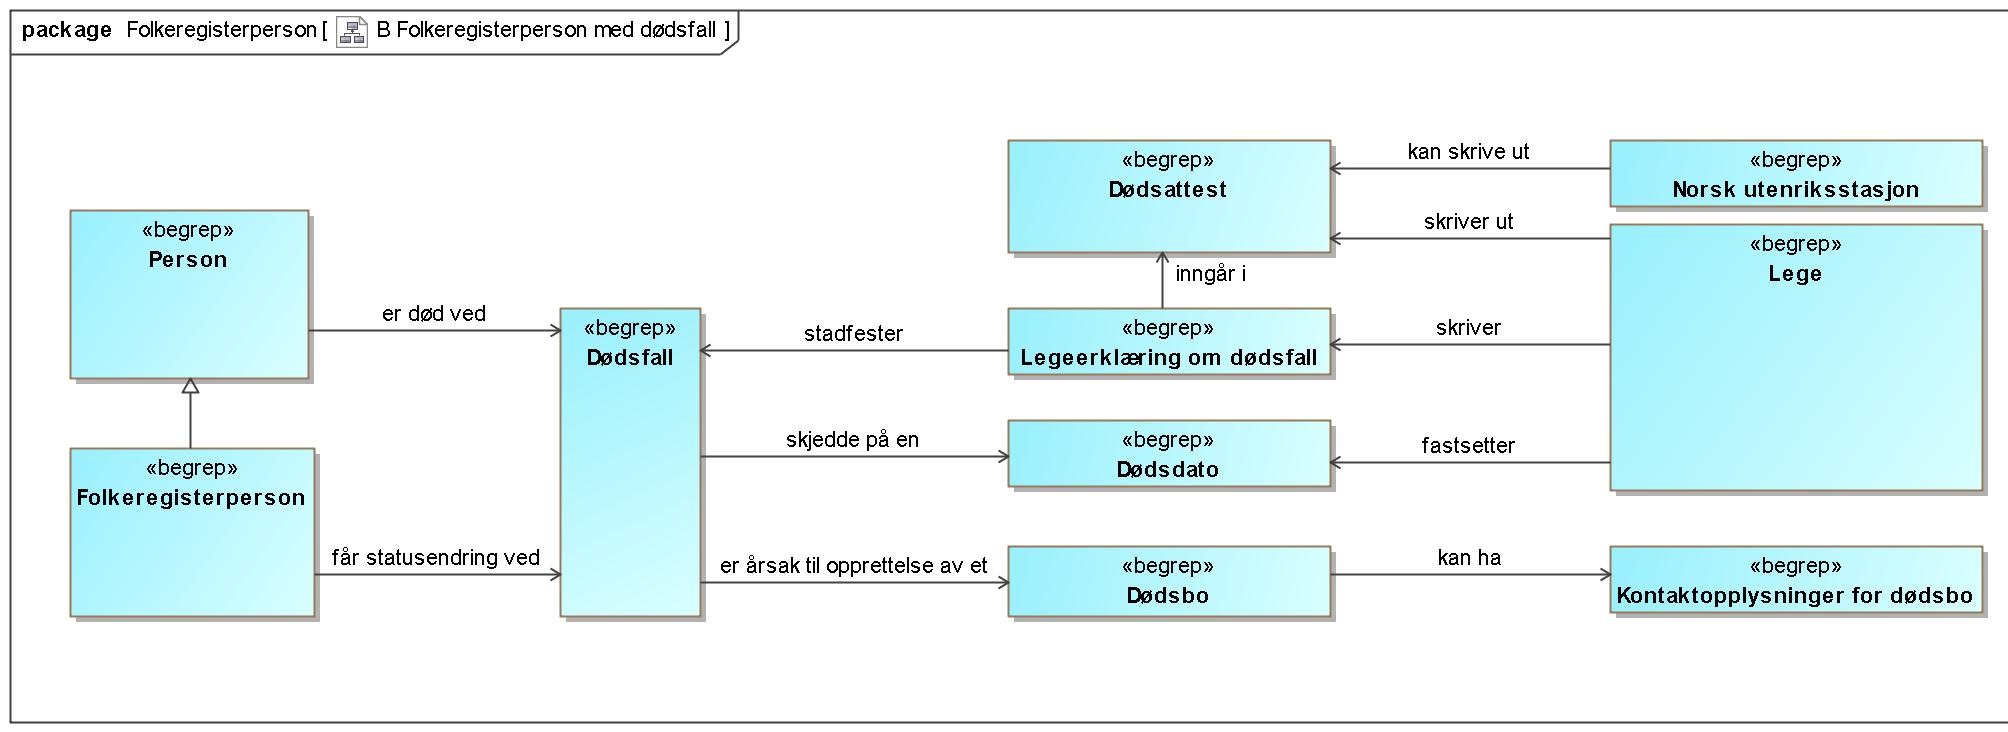 package Folkeregisterperson [ B Folkeregisterperson med dødsfall ]
«begrep»
Person
«begrep»
Folkeregisterperson
er død ved
får statusendring ved
«begrep»
Dødsfall
stadfester
skjedde på en
er årsak til opprettelse av et
«begrep»
Dødsattest
inngår i
«begrep»
Legeerklæring om dødsfall
«begrep»
Dødsdato
«begrep»
Dødsbo
kan skrive ut
skriver ut
skriver
fastsetter
kan ha
«begrep»
Norsk utenriksstasjon
«begrep»
Lege
«begrep»
Kontaktopplysninger for dødsbo